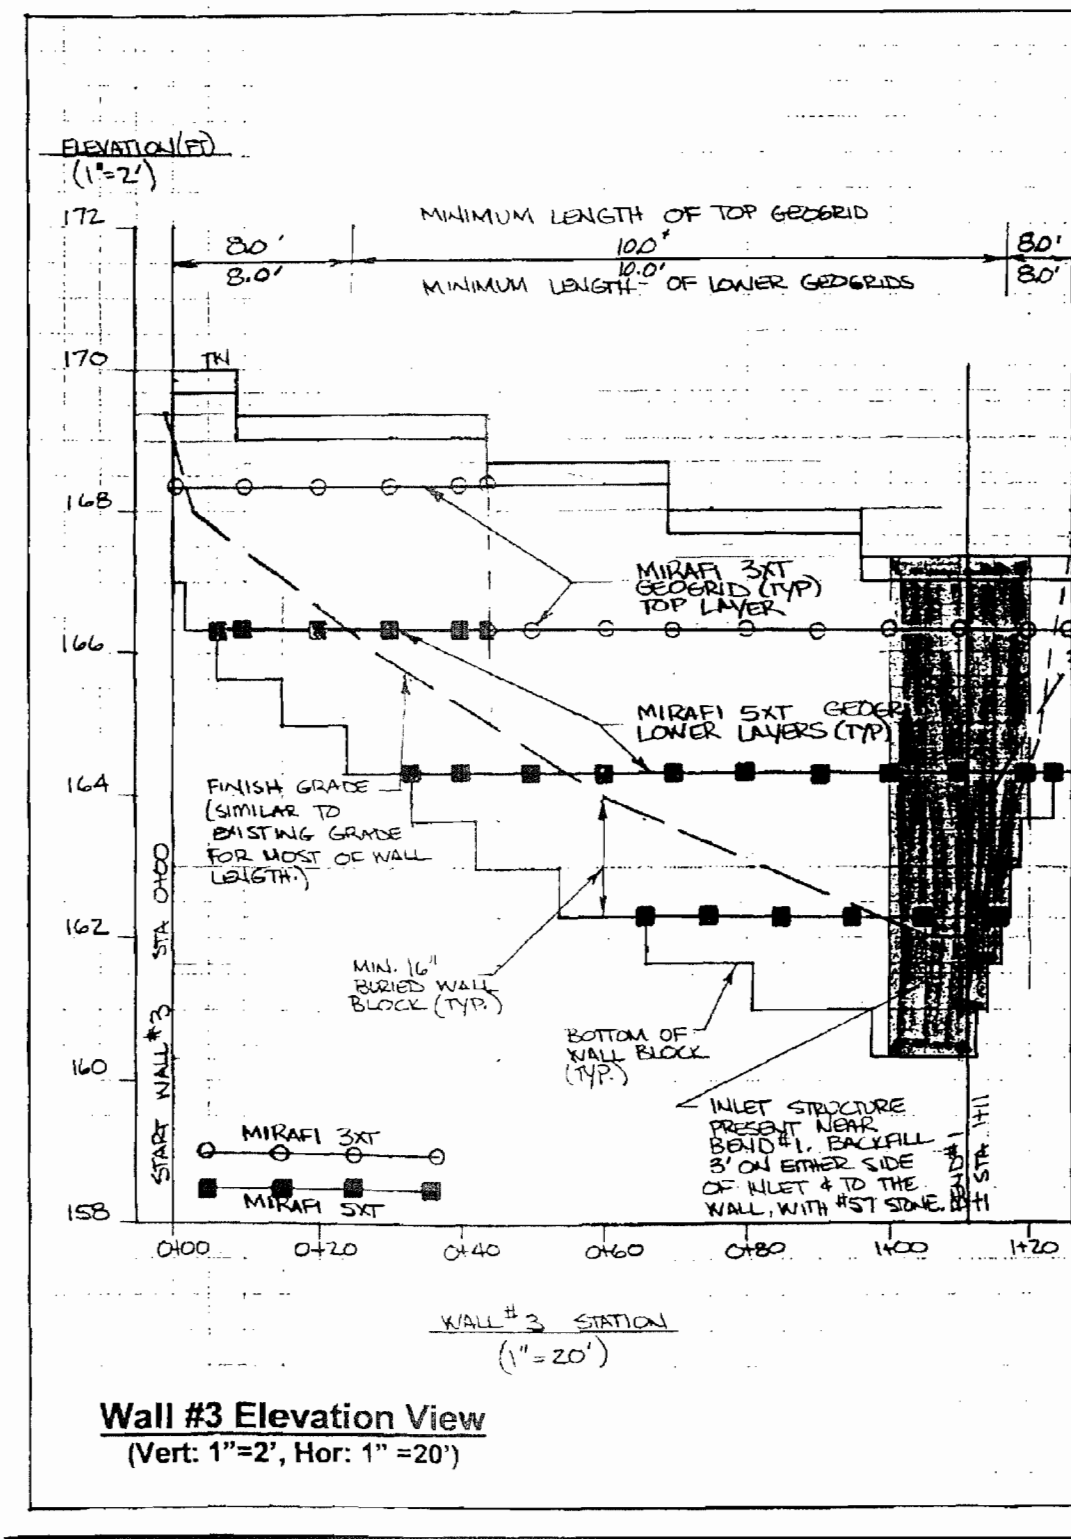 ELEVATION(FT)
(1"=2')
172
MINIMUM LENGTH OF TOP GEOGRID
8.0'
10.0'
8.0'
8.0'
10.0'
8.0'
MINIMUM LENGTH OF LOWER GEOGRIDS
170
TW
168
MIRAFI 3XT
GEOGRID (TYP)
TOP LAYER
166
MIRAFI 5XT GEOGRI
LOWER LAYERS (TYP)
164
FINISH GRADE
(SIMILAR TO
EXISTING GRADE
FOR MOST OF WALL
LENGTH.)
162
MIN. 16"
BURIED WALL
BLOCK (TYP.)
BOTTOM OF
WALL BLOCK
(TYP.)
160
START WALL #3 STA 0+00
INLET STRUCTURE
PRESENT NEAR
BEND #1. BACKFILL
3' ON EITHER SIDE
OF INLET & TO THE
WALL, WITH #57 STONE.
STA 1+11
MIRAFI 3XT
MIRAFI 5XT
158
0+00 0+20 0+40 0+60 0+80 1+00 1+20
WALL #3 STATION
(1"=20')
Wall #3 Elevation View
(Vert: 1"=2', Hor: 1" =20')